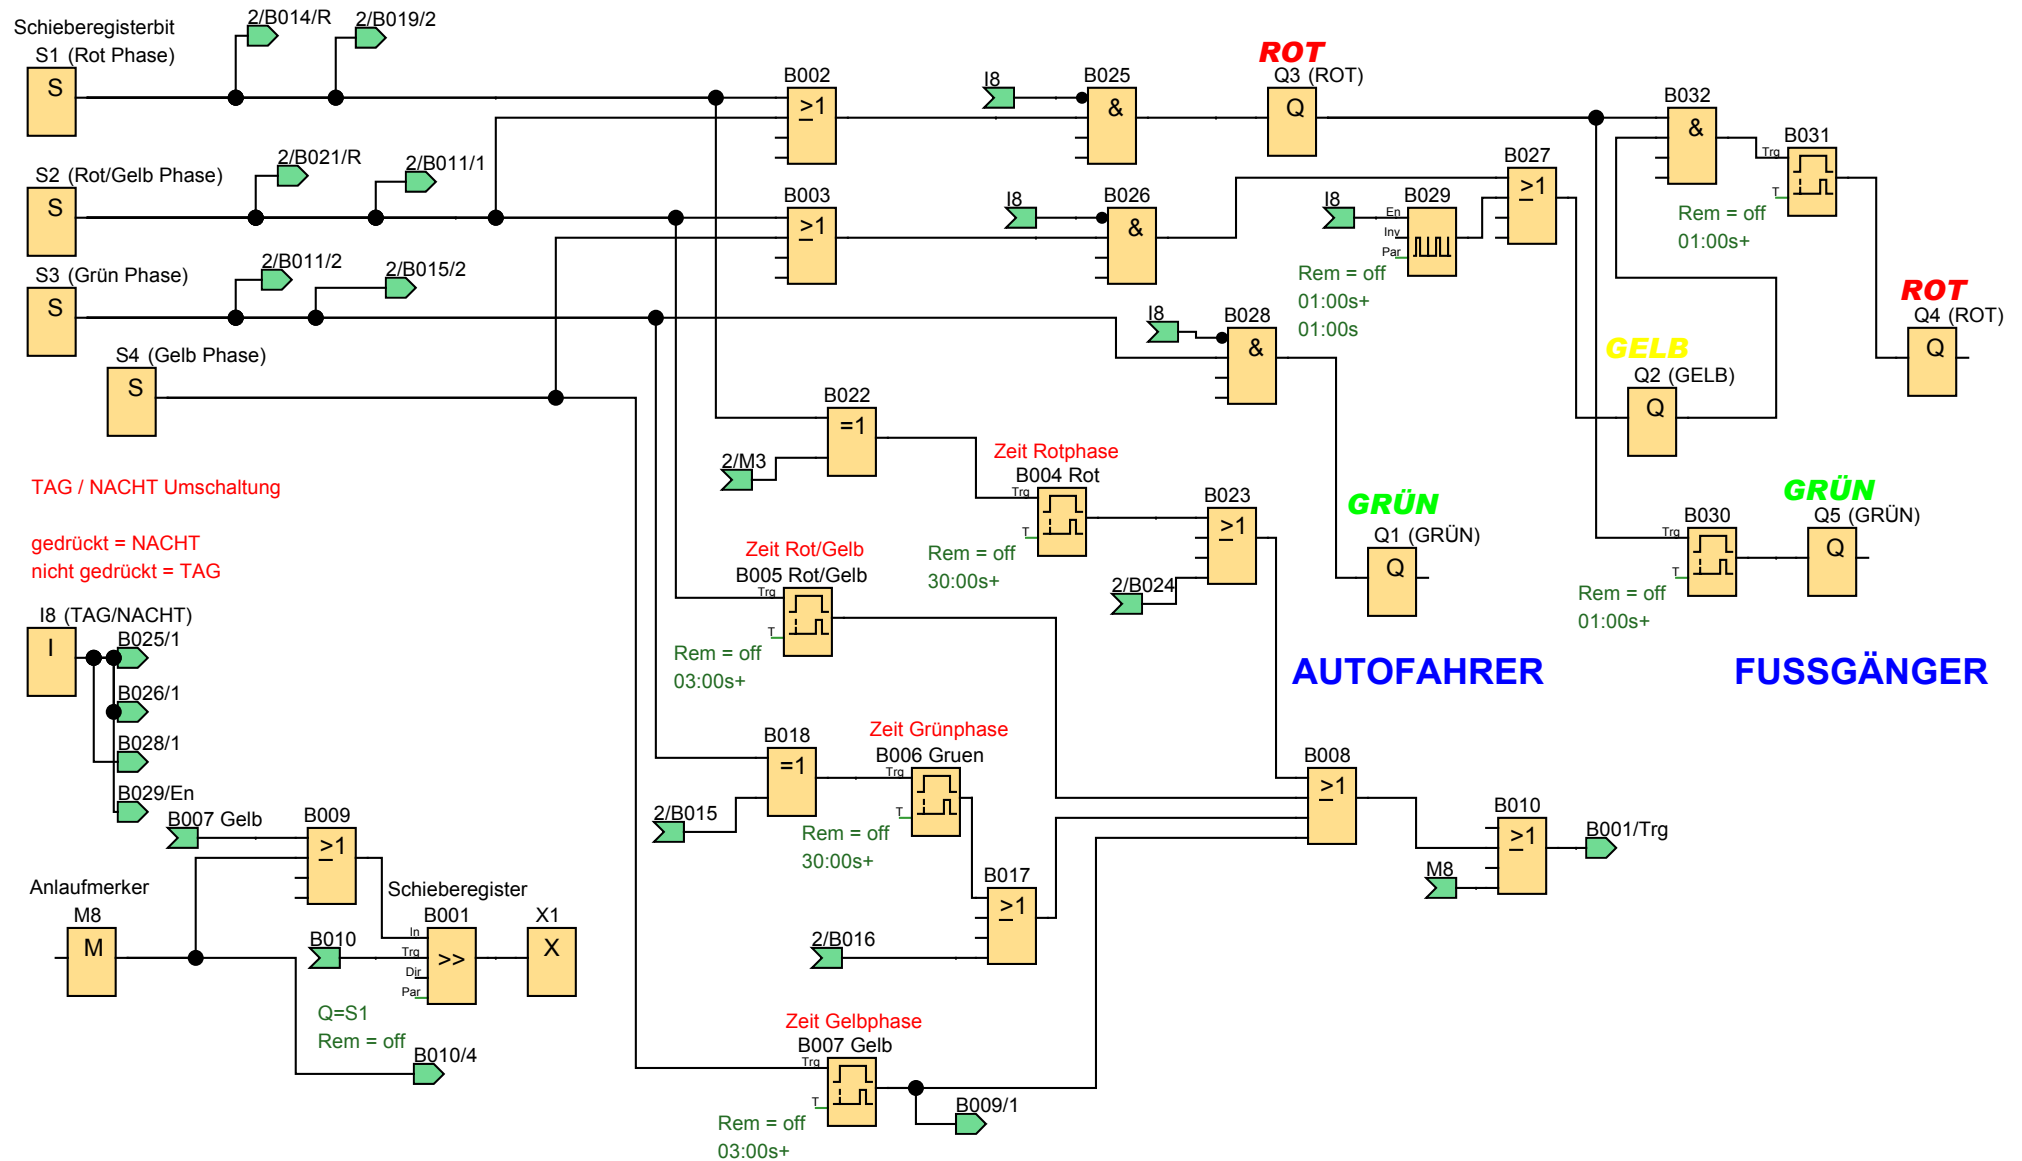 Schieberegisterbit
S1 (Rot Phase)
S
2/B014/R
2/B019/2
S2 (Rot/Gelb Phase)
S
2/B021/R
2/B011/1
S3 (Grün Phase)
S
2/B011/2
2/B015/2
S4 (Gelb Phase)
S
B002
>1
B003
>1
I8
B025
&
I8
B026
&
I8
B028
&
ROT
Q3 (ROT)
Q
I8
B029
En
Inv
Par
Rem = off
01:00s+
01:00s
B027
>1
B032
&
B031
Trg
T
Rem = off
01:00s+
ROT
Q4 (ROT)
Q
GELB
Q2 (GELB)
Q
B022
=1
2/M3
Zeit Rotphase
B004 Rot
Trg
T
Rem = off
30:00s+
B023
>1
2/B024
GRÜN
Q1 (GRÜN)
Q
GRÜN
Q5 (GRÜN)
Q
B030
Trg
T
Rem = off
01:00s+
Zeit Rot/Gelb
B005 Rot/Gelb
Trg
T
Rem = off
03:00s+
AUTOFAHRER
FUSSGÄNGER
TAG / NACHT Umschaltung
gedrückt = NACHT
nicht gedrückt = TAG
I8 (TAG/NACHT)
I
B025/1
B026/1
B028/1
B029/En
B018
=1
2/B015
Zeit Grünphase
B006 Gruen
Trg
T
Rem = off
30:00s+
B017
>1
2/B016
B008
>1
B010
>1
M8
B001/Trg
B007 Gelb
B009
>1
Anlaufmerker
M8
M
Schieberegister
B001
In
Trg
Dir
Par
>>
B010
Q=S1
Rem = off
X1
X
B010/4
Zeit Gelbphase
B007 Gelb
Trg
T
Rem = off
03:00s+
B009/1